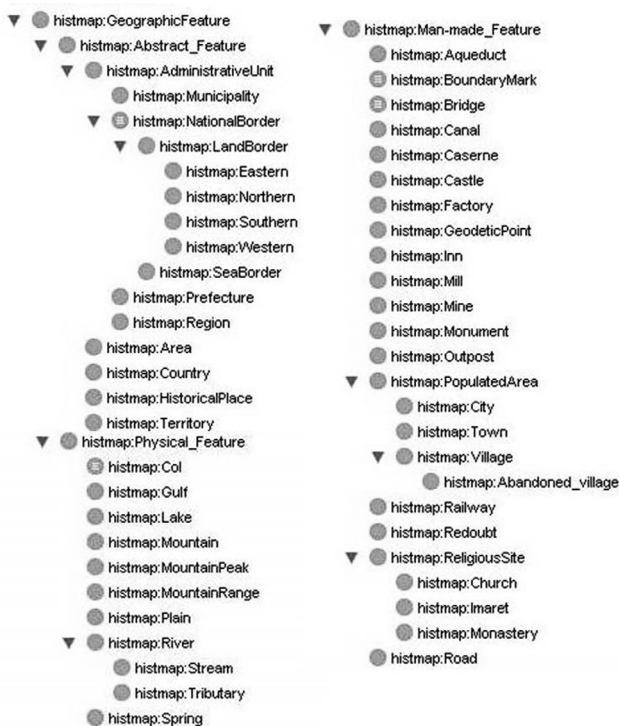 histmap:GeographicFeature
histmap:Abstract_Feature
histmap:AdministrativeUnit
histmap:Municipality
histmap:NationalBorder
histmap:LandBorder
histmap:Eastern
histmap:Northern
histmap:Southern
histmap:Western
histmap:SeaBorder
histmap:Prefecture
histmap:Region
histmap:Area
histmap:Country
histmap:HistoricalPlace
histmap:Territory
histmap:Physical_Feature
histmap:Col
histmap:Gulf
histmap:Lake
histmap:Mountain
histmap:MountainPeak
histmap:MountainRange
histmap:Plain
histmap:River
histmap:Stream
histmap:Tributary
histmap:Spring
histmap:Man-made_Feature
histmap:Aqueduct
histmap:BoundaryMark
histmap:Bridge
histmap:Canal
histmap:Caserne
histmap:Castle
histmap:Factory
histmap:GeodeticPoint
histmap:Inn
histmap:Mill
histmap:Mine
histmap:Monument
histmap:Outpost
histmap:PopulatedArea
histmap:City
histmap:Town
histmap:Village
histmap:Abandoned_village
histmap:Railway
histmap:Redoubt
histmap:ReligiousSite
histmap:Church
histmap:Imaret
histmap:Monastery
histmap:Road